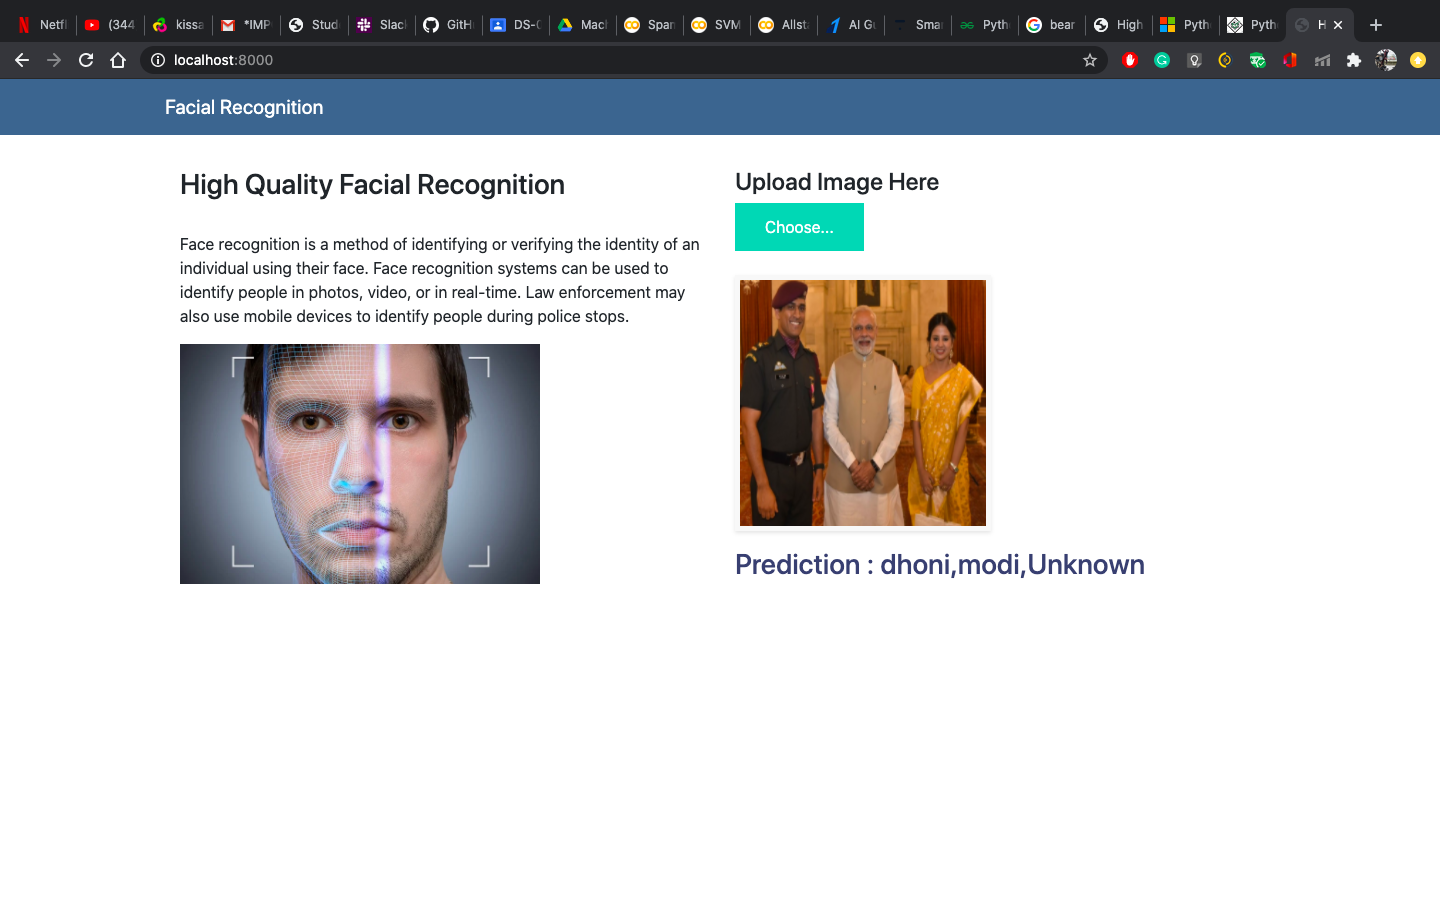 Netfl
(344
kissa
*IMP
Stud
Slac
GitH
DS-C
Mach
Span
SVM
Allsta
AI Gu
Smar
Pyth
bear
High
Pyth
Pyth
H
localhost:8000
Facial Recognition
High Quality Facial Recognition
Face recognition is a method of identifying or verifying the identity of an
individual using their face. Face recognition systems can be used to
identify people in photos, video, or in real-time. Law enforcement may
also use mobile devices to identify people during police stops.
Upload Image Here
Choose...
Prediction : dhoni,modi,Unknown